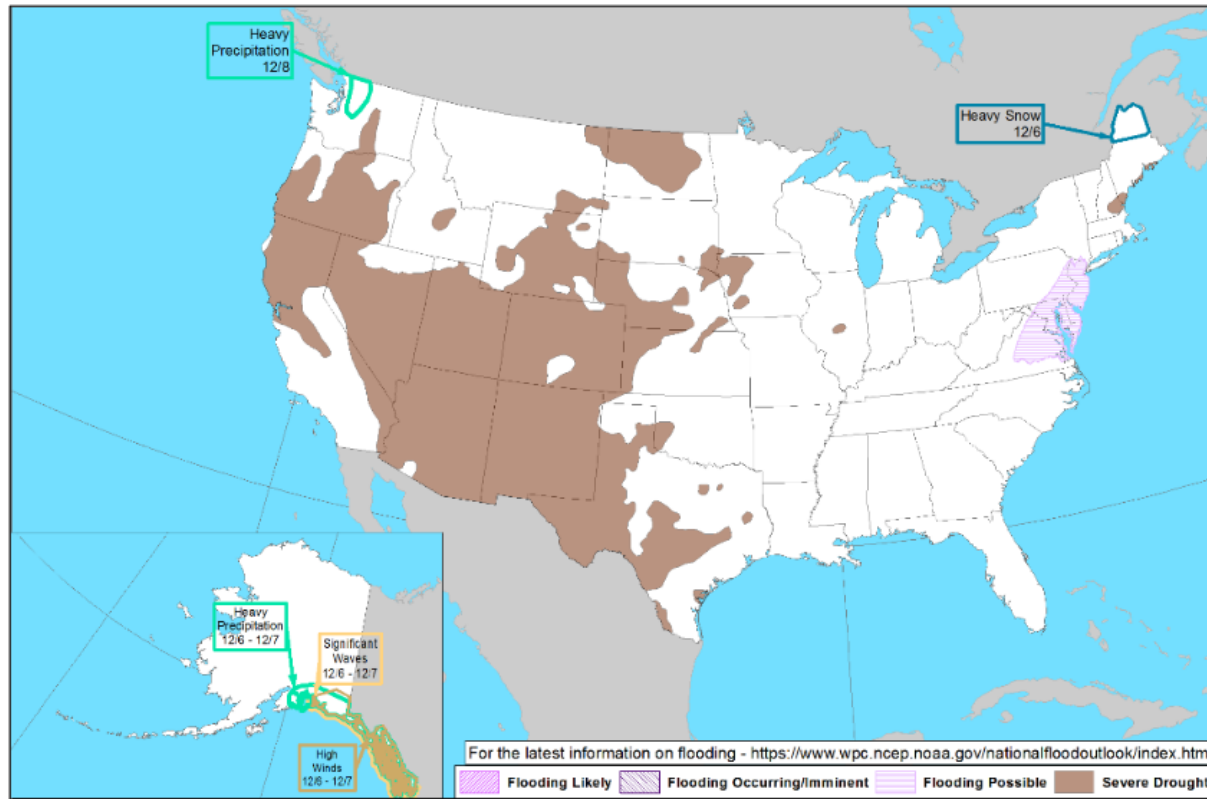 Heavy
Precipitation
12/8
Heavy Snow
12/6
Heavy
Precipitation
12/6 - 12/7
Significant
Waves
12/6 - 12/7
High
Winds
12/6 - 12/7
For the latest information on flooding - https://www.wpc.ncep.noaa.gov/nationalfloodoutlook/index.htm
Flooding Likely Flooding Occurring/Imminent Flooding Possible Severe Drought